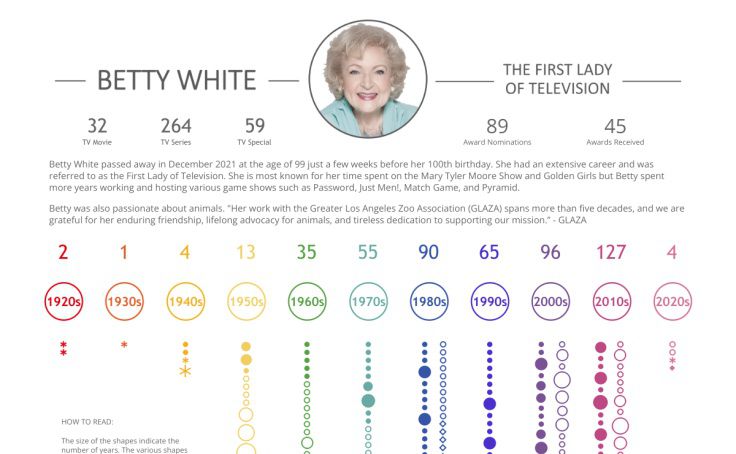 BETTY WHITE
THE FIRST LADY
OF TELEVISION
32
264
59
89
45
TV Movie
TV Series
TV Special
Award Nominations
Awards Received
Betty White passed away in December 2021 at the age of 99 just a few weeks before her 100th birthday. She had an extensive career and was
referred to as the First Lady of Television. She is most known for her time spent on the Mary Tyler Moore Show and Golden Girls but Betty spent
more years working and hosting various game shows such as Password, Just Men!, Match Game, and Pyramid.
Betty was also passionate about animals. "Her work with the Greater Los Angeles Zoo Association (GLAZA) spans more than five decades, and we are
grateful for her enduring friendship, lifelong advocacy for animals, and tireless dedication to supporting our mission." - GLAZA
2 1 4 13 35 55 90 65 96 127 4
1920s 1930s 1940s 1950s 1960s 1970s 1980s 1990s 2000s 2010s 2020s
HOW TO READ:
The size of the shapes indicate the
number of years. The various shapes